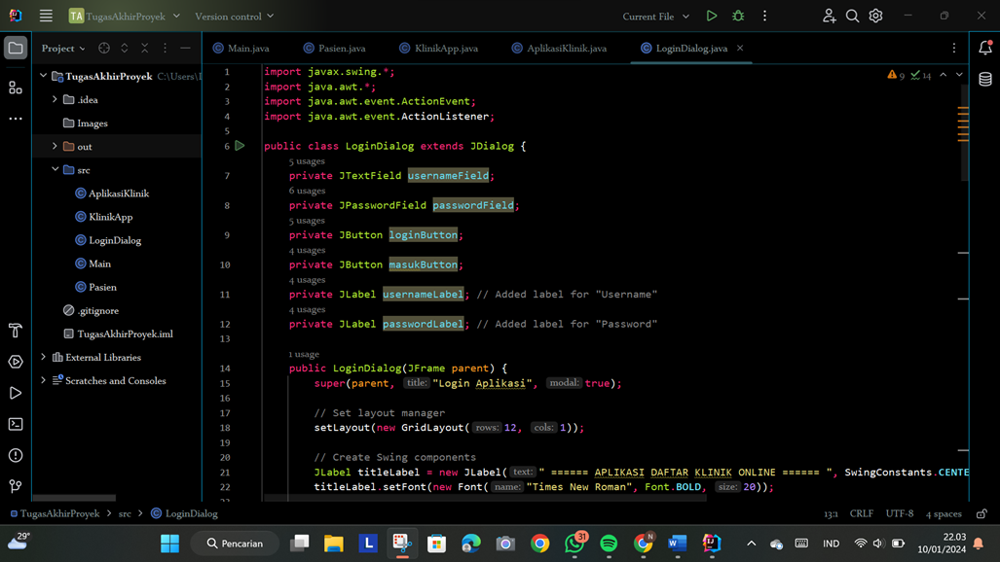 TA TugasAkhirProyek Version control Current File
Project
Main.java Pasien.java KlinikApp.java AplikasiKlinik.java LoginDialog.java
TugasAkhirProyek C:\Users\
.idea
Images
out
src
AplikasiKlinik
KlinikApp
LoginDialog
Main
Pasien
.gitignore
TugasAkhirProyek.iml
External Libraries
Scratches and Consoles
9 14
1 import javax.swing.*;
2 import java.awt.*;
3 import java.awt.event.ActionEvent;
4 import java.awt.event.ActionListener;
5
6 public class LoginDialog extends JDialog {
5 usages
7 private JTextField usernameField;
6 usages
8 private JPasswordField passwordField;
5 usages
9 private JButton loginButton;
4 usages
10 private JButton masukButton;
4 usages
11 private JLabel usernameLabel; // Added label for "Username"
4 usages
12 private JLabel passwordLabel; // Added label for "Password"
13
1 usage
14 public LoginDialog(JFrame parent) {
15 super(parent, title: "Login Aplikasi", modal: true);
16
17 // Set layout manager
18 setLayout(new GridLayout( rows: 12, cols: 1));
19
20 // Create Swing components
21 JLabel titleLabel = new JLabel( text: " ====== APLIKASI DAFTAR KLINIK ONLINE ====== ", SwingConstants.CENTE
22 titleLabel.setFont(new Font( name: "Times New Roman", Font.BOLD, size: 20));
TugasAkhirProyek > src > LoginDialog 13:1 CRLF UTF-8 4 spaces
29° Pencarian L 31 N W IND 22.03
10/01/2024